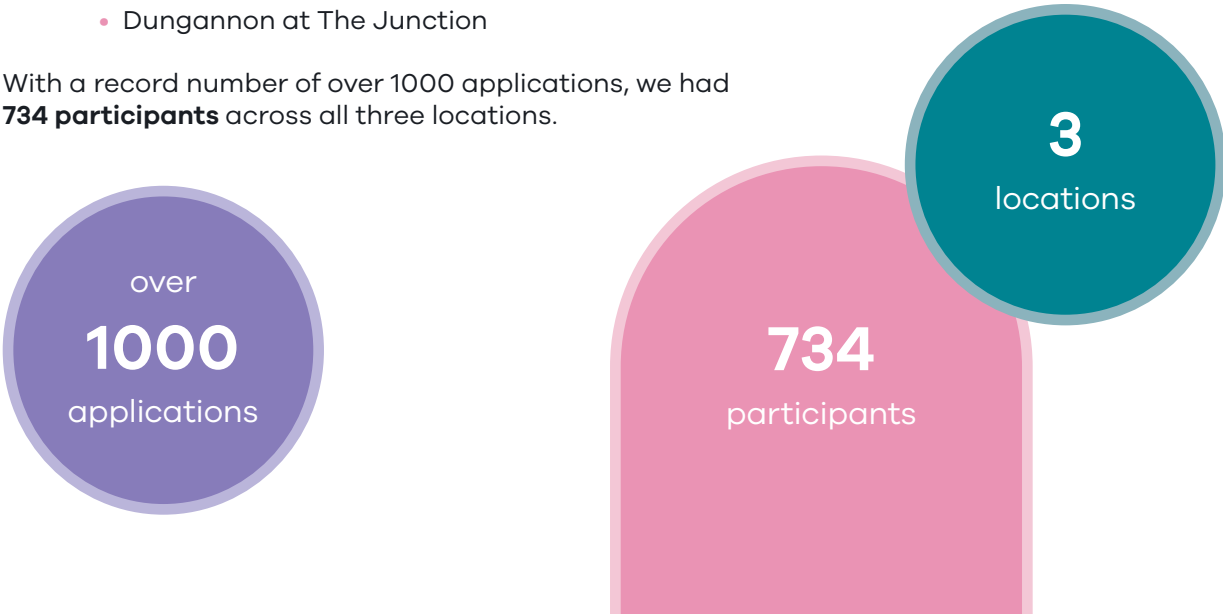 • Dungannon at The Junction
With a record number of over 1000 applications, we had
734 participants across all three locations.
3
locations
over
1000
applications
734
participants